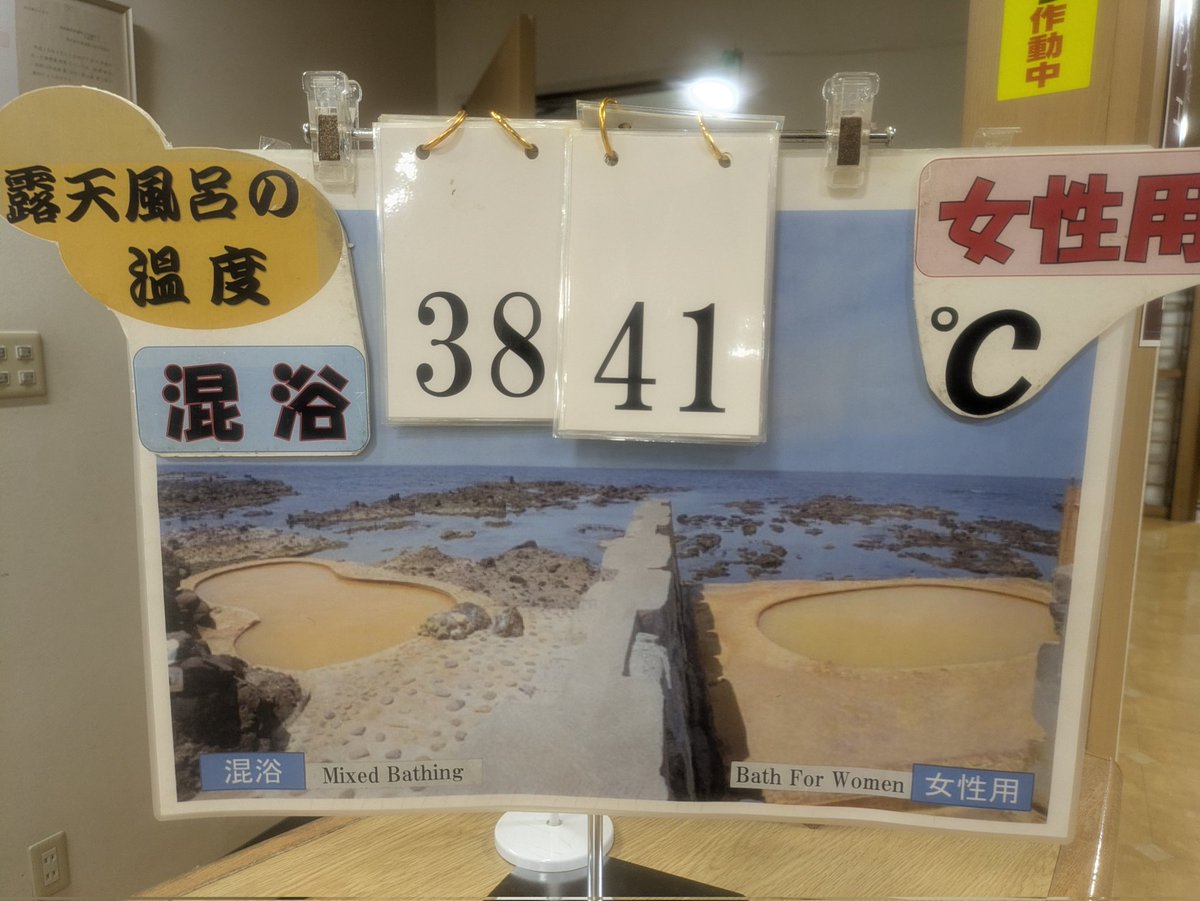 作動中
露天風呂の
温度
混浴
38
41
女性用
℃
混浴
Mixed Bathing
Bath For Women
女性用